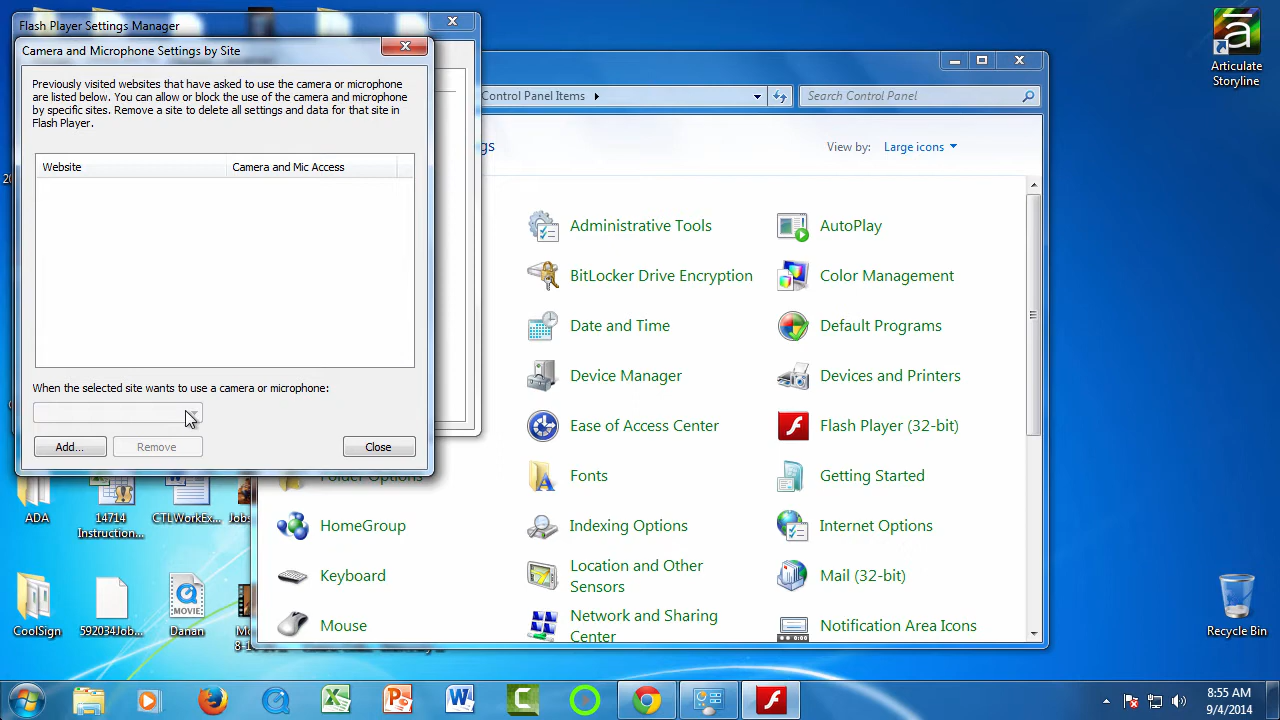 Flash Player Settings Manager
Camera and Microphone Settings by Site
Previously visited websites that have asked to use the camera or microphone
are listed below. You can allow or block the use of the camera and microphone
by specific sites. Remove a site to delete all settings and data for that site in
Flash Player.
Website
Camera and Mic Access
When the selected site wants to use a camera or microphone:
Add...
Remove
Close
Control Panel Items
Search Control Panel
gs
View by:
Large icons
Administrative Tools
AutoPlay
BitLocker Drive Encryption
Color Management
Date and Time
Default Programs
Device Manager
Devices and Printers
Ease of Access Center
Flash Player (32-bit)
Fonts
Getting Started
Folder Options
HomeGroup
Indexing Options
Internet Options
Keyboard
Location and Other
Sensors
Mail (32-bit)
Mouse
Network and Sharing
Center
Notification Area Icons
Articulate
Storyline
ADA
14714
Instruction...
CTLWorkEx...
CoolSign
592034Job...
MOVIE
Danan
Recycle Bin
8:55 AM
9/4/2014